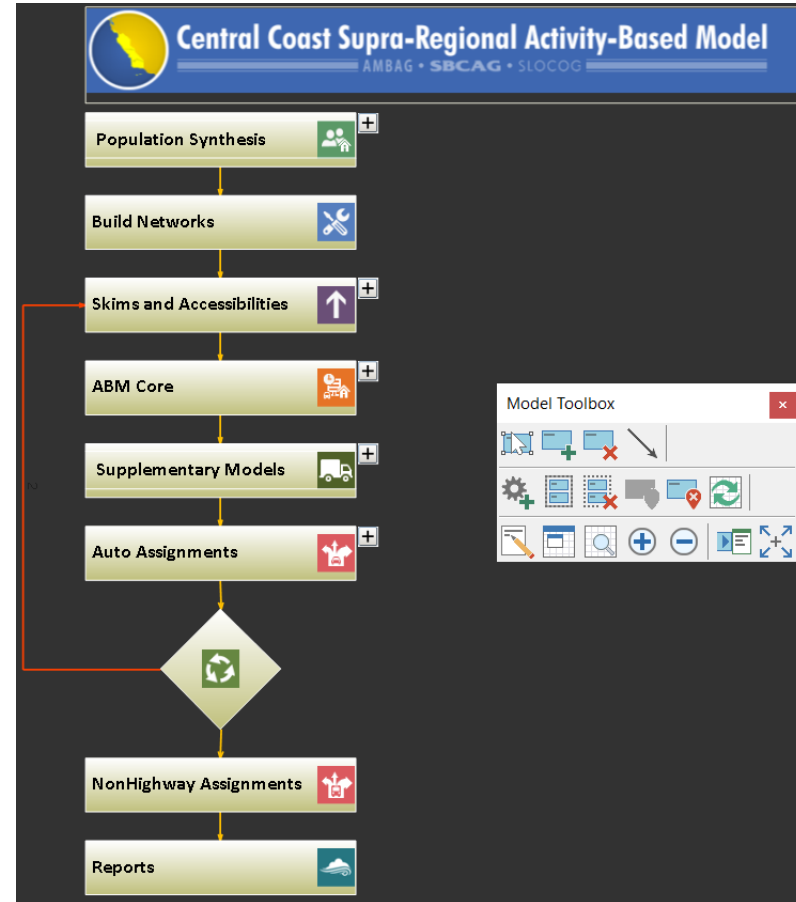 Central Coast Supra-Regional Activity-Based Model
AMBAG • SBCAG • SLOCOG
Population Synthesis
Build Networks
Skims and Accessibilities
ABM Core
Supplementary Models
2
Auto Assignments
NonHighway Assignments
Reports
Model Toolbox